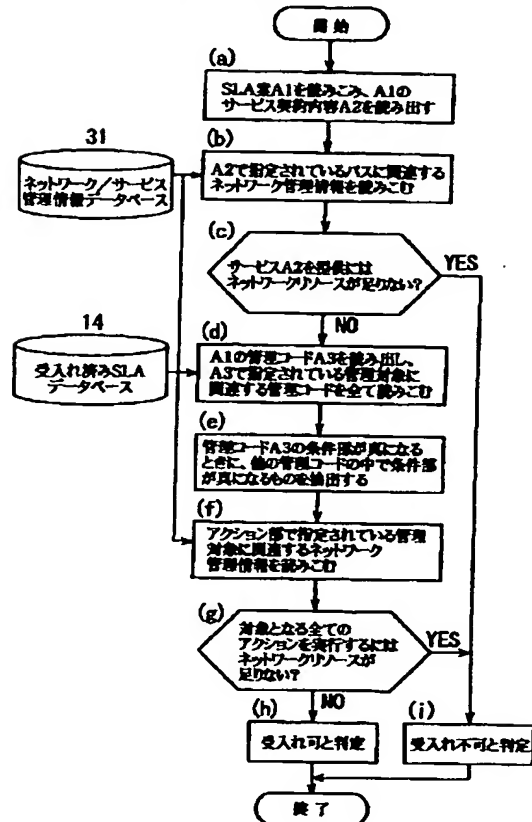 開始
(a)
SLA案A1を読みこみ、A1の
サービス契約内容A2を読み出す
(b)
31
ネットワーク/サービス
管理情報データベース
A2で指定されているパスに関連する
ネットワーク管理情報を読みこむ
(c)
サービスA2を提供には
ネットワークリソースが足りない?
YES
NO
14
受入れ済みSLA
データベース
(d)
A1の管理コードA3を読み出し、
A3で指定されている管理対象に
関連する管理コードを全て読みこむ
(e)
管理コードA3の条件部が真になる
ときに、他の管理コードの中で条件部
が真になるものを抽出する
(f)
アクション部で指定されている管理
対象に関連するネットワーク
管理情報を読みこむ
(g)
対象となる全ての
アクションを実行するには
ネットワークリソースが
足りない?
YES
NO
(h)
受入れ可と判定
(i)
受入れ不可と判定
終了